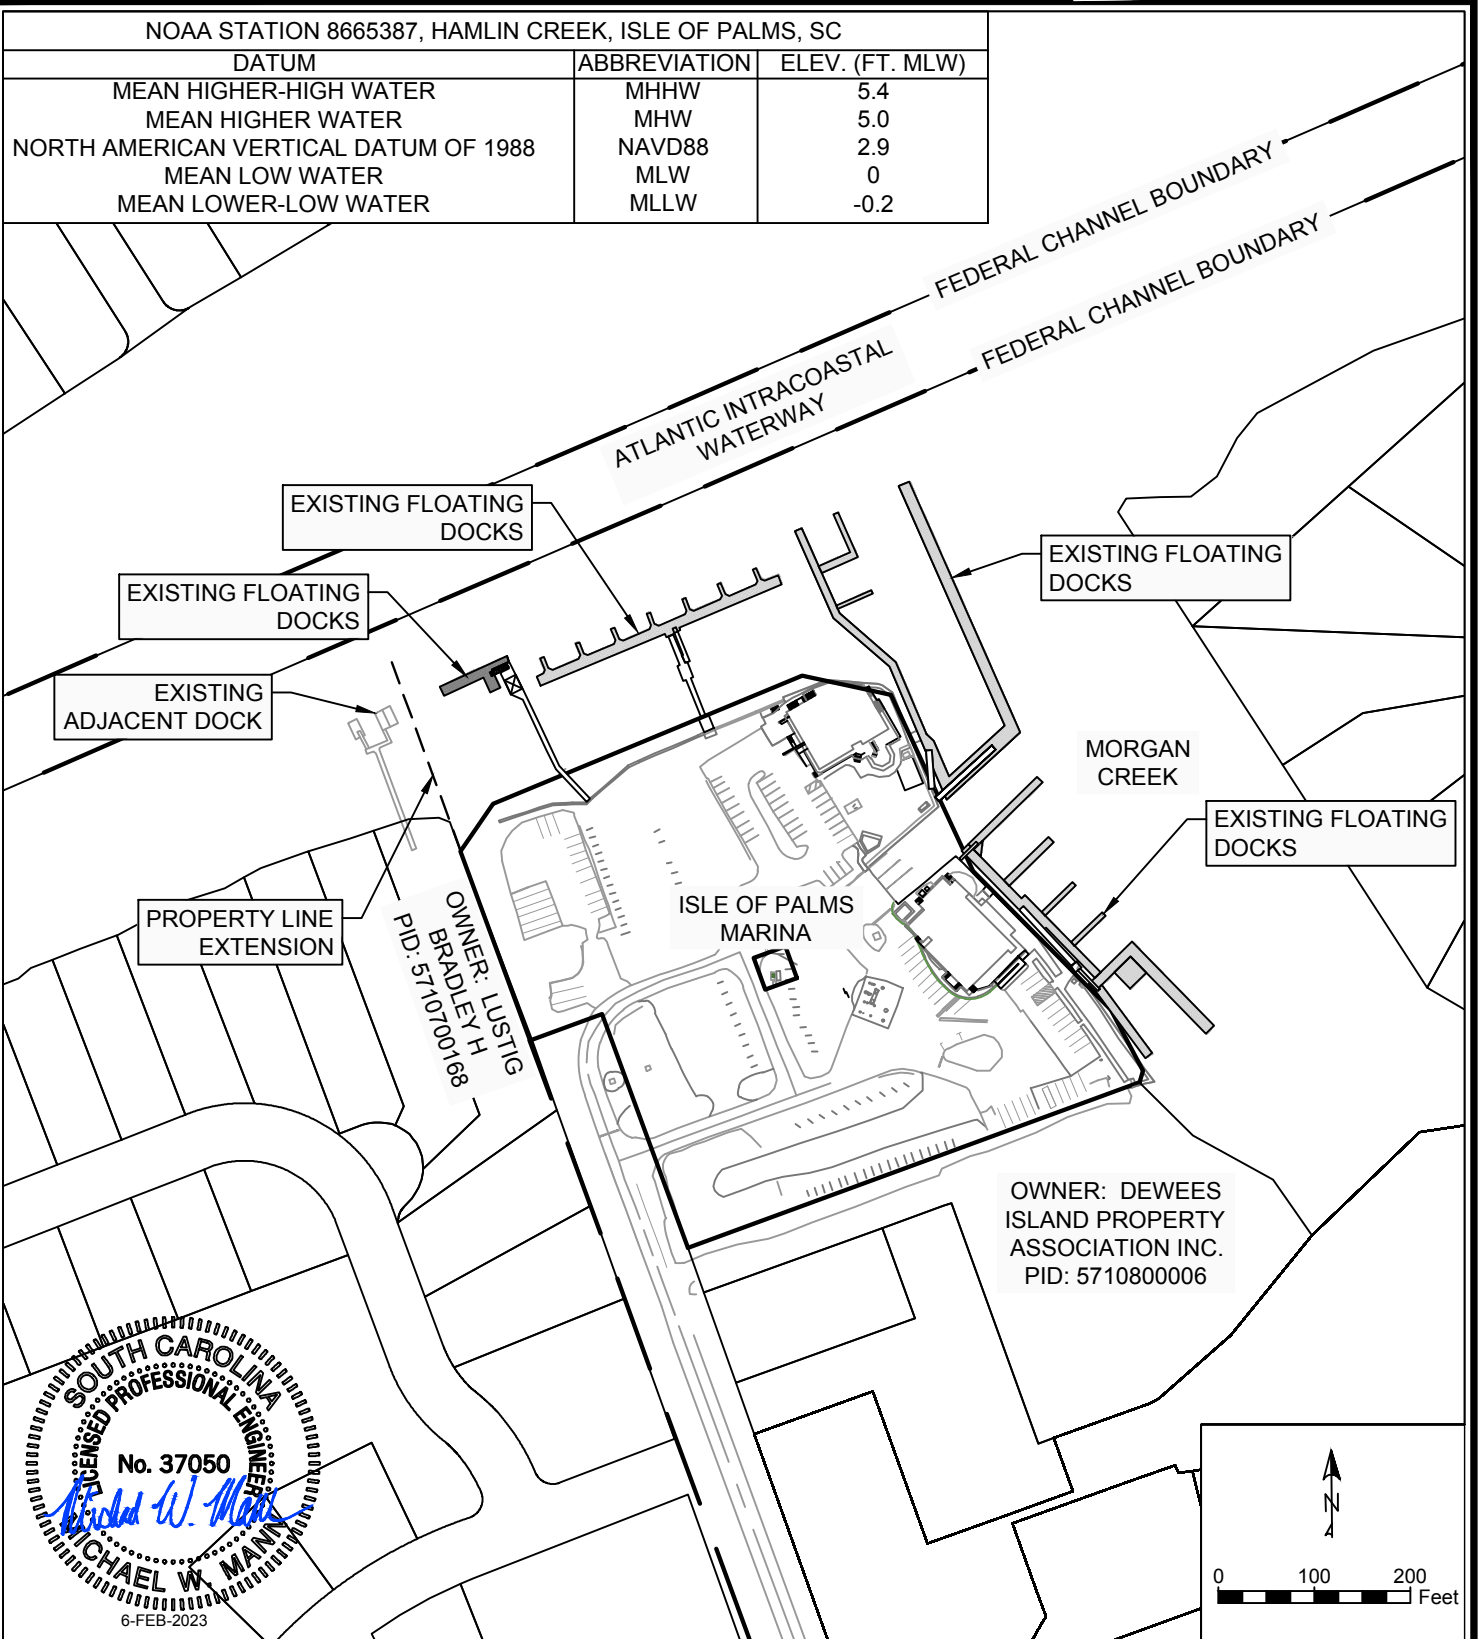 NOAA STATION 8665387, HAMLIN CREEK, ISLE OF PALMS, SC
DATUM ABBREVIATION ELEV. (FT. MLW)
MEAN HIGHER-HIGH WATER MHHW 5.4
MEAN HIGHER WATER MHW 5.0
NORTH AMERICAN VERTICAL DATUM OF 1988 NAVD88 2.9
MEAN LOW WATER MLW 0
MEAN LOWER-LOW WATER MLLW -0.2
FEDERAL CHANNEL BOUNDARY
FEDERAL CHANNEL BOUNDARY
ATLANTIC INTRACOASTAL
WATERWAY
EXISTING FLOATING
DOCKS
EXISTING FLOATING
DOCKS
EXISTING FLOATING
DOCKS
EXISTING
ADJACENT DOCK
MORGAN
CREEK
EXISTING FLOATING
DOCKS
PROPERTY LINE
EXTENSION
OWNER: LUSTIG
BRADLEY H
PID: 5710700168
ISLE OF PALMS
MARINA
OWNER: DEWEES
ISLAND PROPERTY
ASSOCIATION INC.
PID: 5710800006
SOUTH CAROLINA
LICENSED PROFESSIONAL ENGINEER
No. 37050
Michael W. Mann
MICHAEL W. MANN
6-FEB-2023
N
0 100 200
Feet